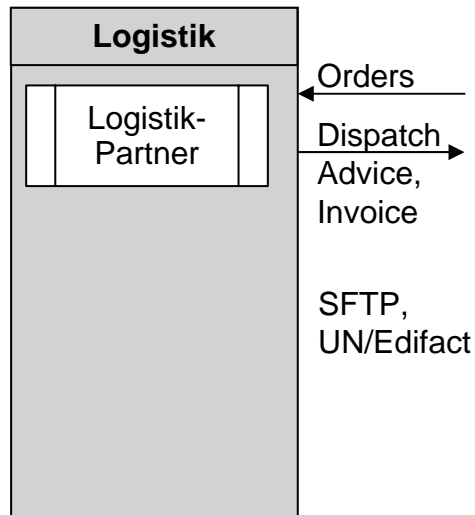 Logistik
Logistik-
Partner
Orders
Dispatch
Advice,
Invoice
SFTP,
UN/Edifact